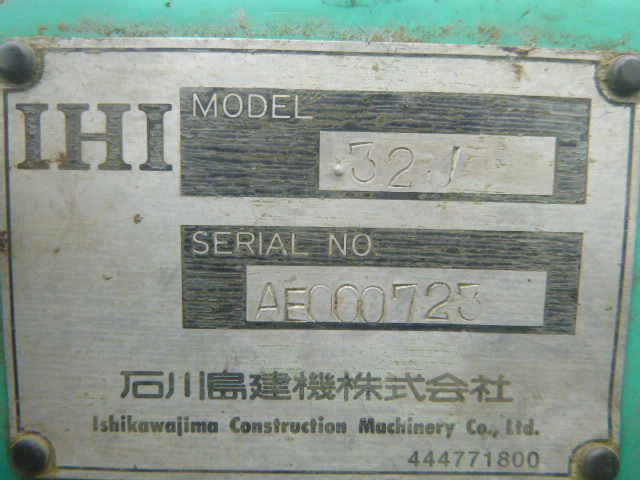 IHI
MODEL
32J
SERIAL NO.
AE000723
石川島建機株式会社
Ishikawajima Construction Machinery Co., Ltd.
444771800